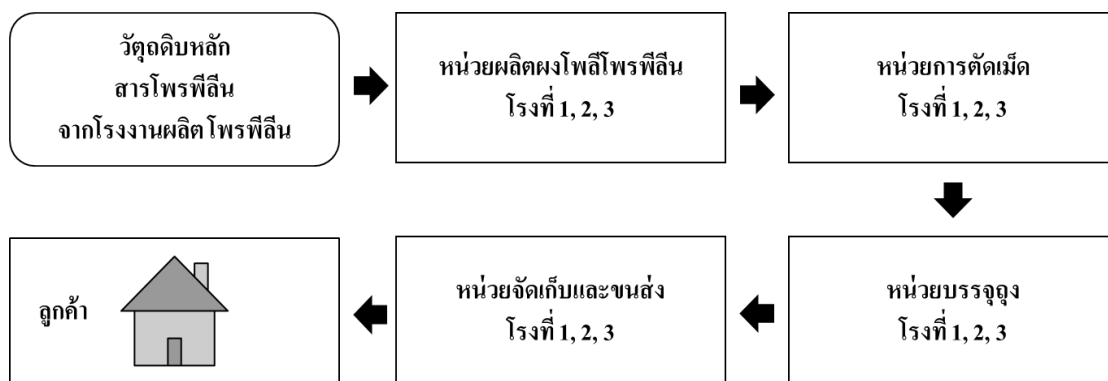 วัตถุดิบหลัก
สารโพรพีลีน
จากโรงงานผลิตโพรพีลีน
หน่วยผลิตผงโพลีโพรพีลีน
โรงที่ 1, 2, 3
หน่วยการตัดเม็ด
โรงที่ 1, 2, 3
หน่วยบรรจุถุง
โรงที่ 1, 2, 3
หน่วยจัดเก็บและขนส่ง
โรงที่ 1, 2, 3
ลูกค้า